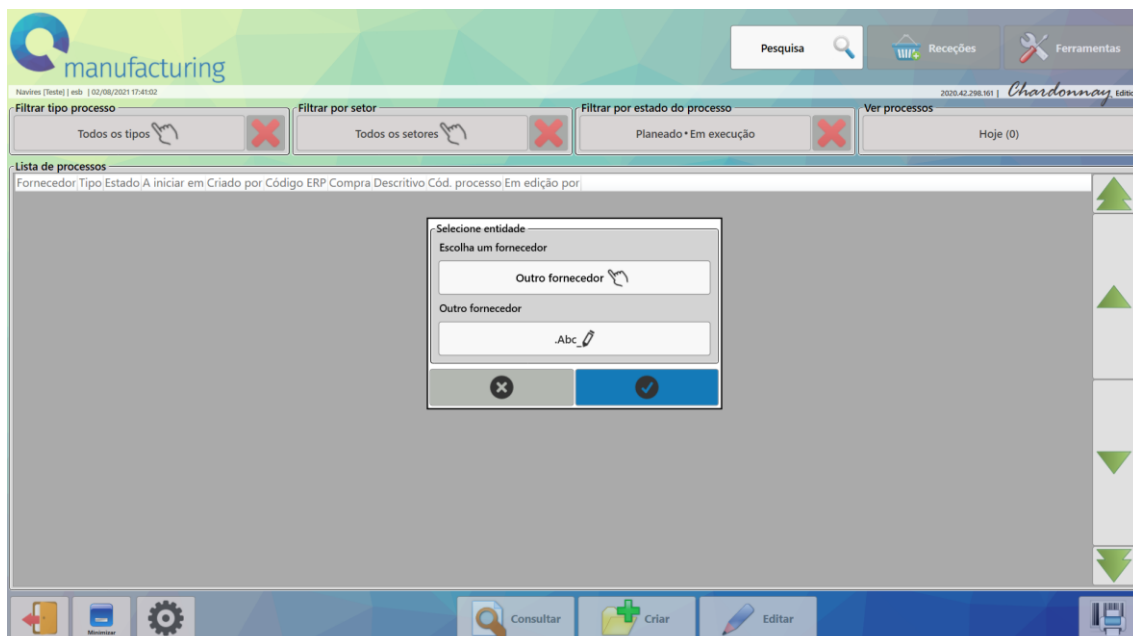 manufacturing
Pesquisa
Receções
Ferramentas
Navires [Teste] | esb | 02/08/2021 17:41:02
2020.42.298.161 | Chardonnay Editio
Filtrar tipo processo
Filtrar por setor
Filtrar por estado do processo
Ver processos
Todos os tipos
Todos os setores
Planeado • Em execução
Hoje (0)
Lista de processos
Fornecedor Tipo Estado A iniciar em Criado por Código ERP Compra Descritivo Cód. processo Em edição por
Selecione entidade
Escolha um fornecedor
Outro fornecedor
Outro fornecedor
.Abc_
Minimizar
Consultar
Criar
Editar